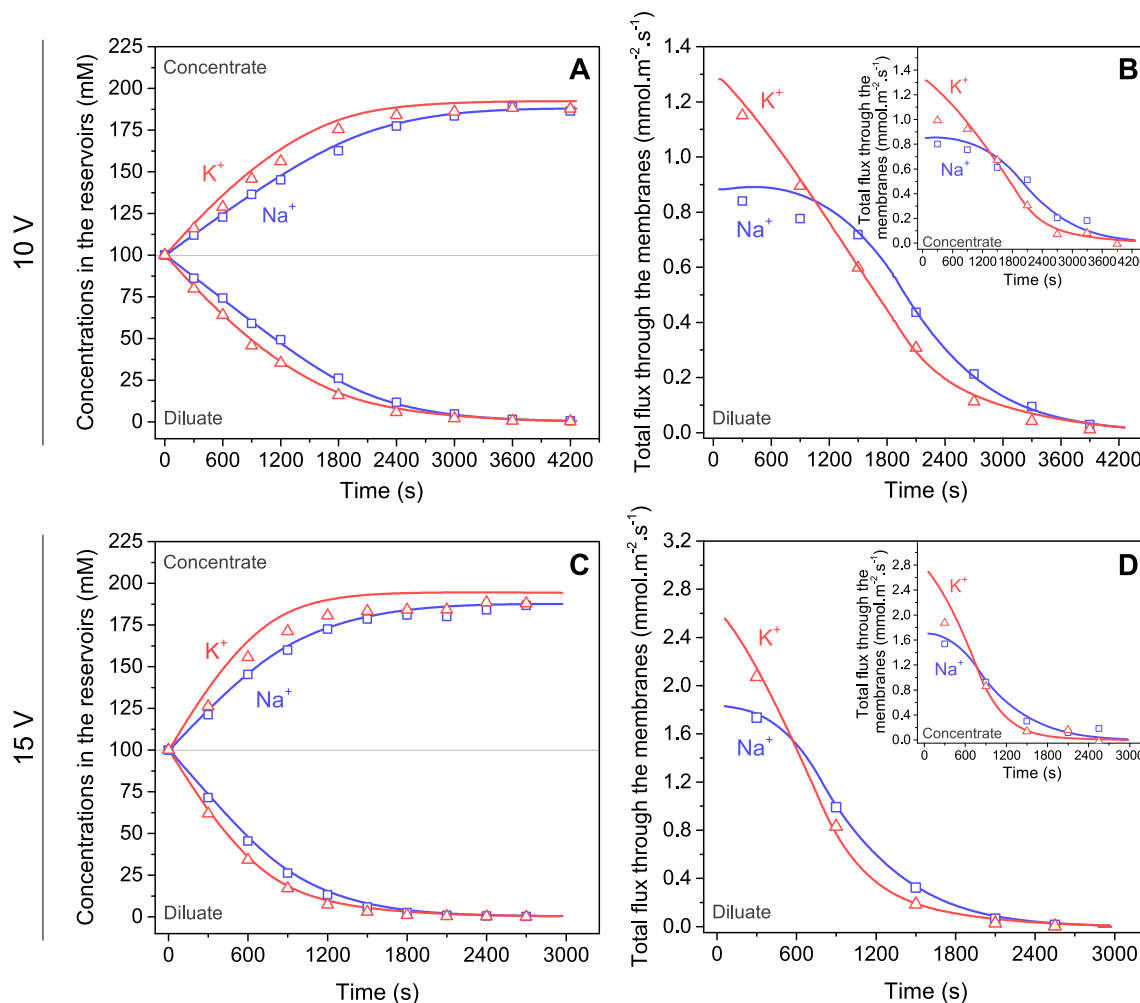 10 V
Concentrations in the reservoirs (mM)
225
200
175
150
125
100
75
50
25
0
Concentrate
A
K+
Na+
Diluate
0 600 1200 1800 2400 3000 3600 4200
Time (s)
Total flux through the membranes (mmol.m-2.s-1)
1.4
1.2
1.0
0.8
0.6
0.4
0.2
0.0
B
K+
Na+
Diluate
0 600 1200 1800 2400 3000 3600 4200
Time (s)
Total flux through the
membranes (mmol.m-2.s-1)
1.4
1.2
1.0
0.8
0.6
0.4
0.2
0.0
K+
Na+
Concentrate
0 600 1200 1800 2400 3000 3600 4200
Time (s)
15 V
Concentrations in the reservoirs (mM)
225
200
175
150
125
100
75
50
25
0
Concentrate
C
K+
Na+
Diluate
0 600 1200 1800 2400 3000
Time (s)
Total flux through the membranes (mmol.m-2.s-1)
3.2
2.8
2.4
2.0
1.6
1.2
0.8
0.4
0.0
D
K+
Na+
Diluate
0 600 1200 1800 2400 3000
Time (s)
Total flux through the
membranes (mmol.m-2.s-1)
2.8
2.4
2.0
1.6
1.2
0.8
0.4
0.0
K+
Na+
Concentrate
0 600 1200 1800 2400 3000
Time (s)